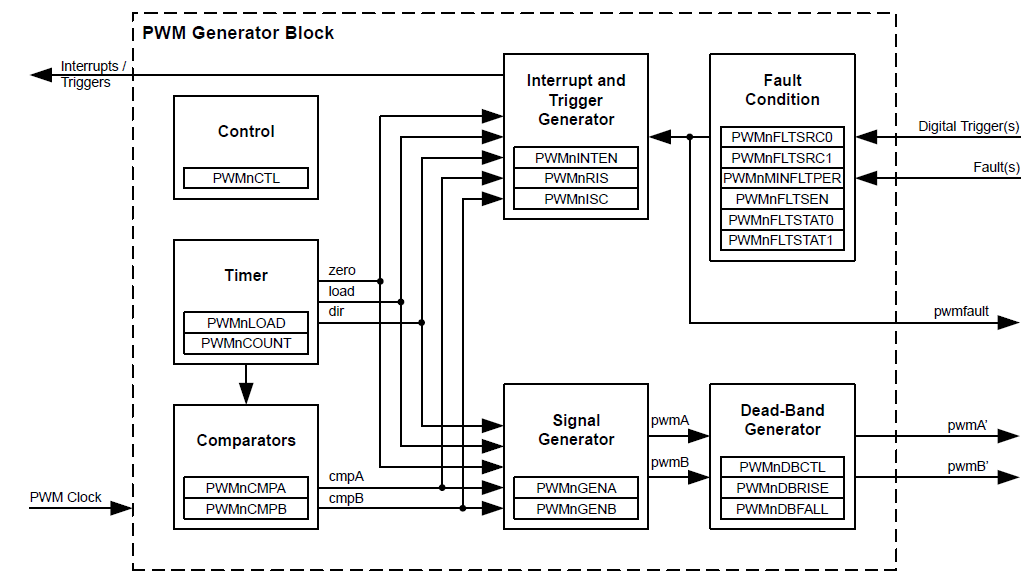 PWM Generator Block
Interrupts /
Triggers
Control
PWMnCTL
Interrupt and
Trigger
Generator
PWMnINTEN
PWMnRIS
PWMnISC
Fault
Condition
PWMnFLTSRC0
PWMnFLTSRC1
PWMnMINFLTPER
PWMnFLTSEN
PWMnFLTSTAT0
PWMnFLTSTAT1
Digital Trigger(s)
Fault(s)
Timer
PWMnLOAD
PWMnCOUNT
zero
load
dir
pwmfault
Comparators
PWMnCMPA
PWMnCMPB
cmpA
cmpB
PWM Clock
Signal
Generator
PWMnGENA
PWMnGENB
pwmA
pwmB
Dead-Band
Generator
PWMnDBCTL
PWMnDBRISE
PWMnDBFALL
pwmA’
pwmB’